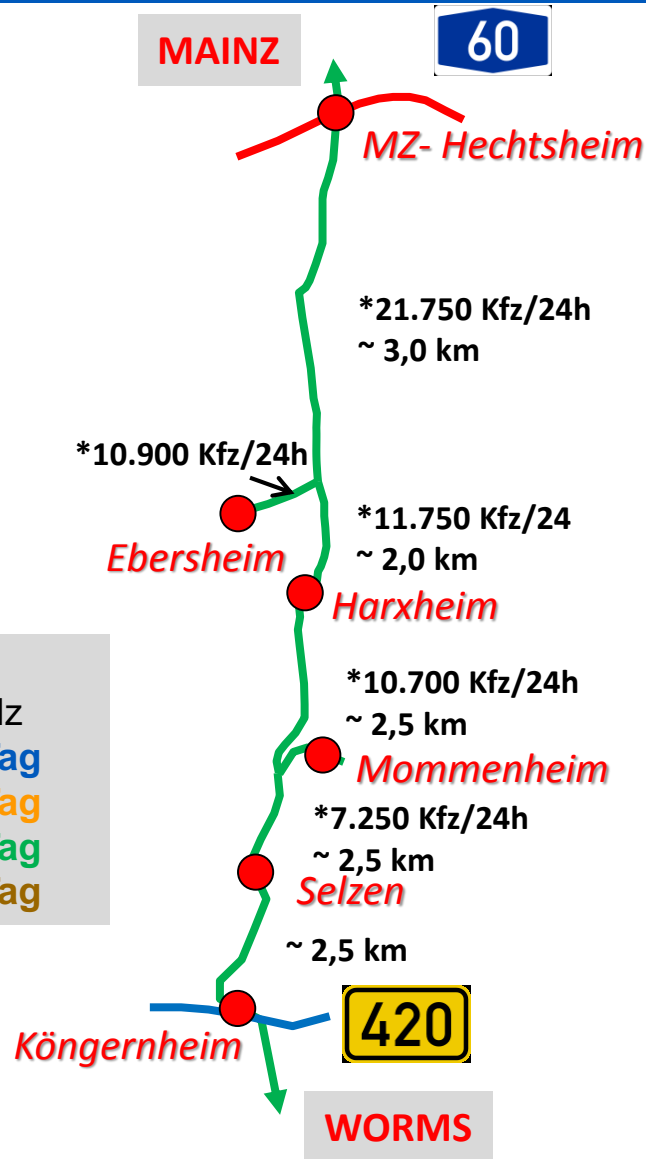 MAINZ
60
MZ- Hechtsheim
*21.750 Kfz/24h
~ 3,0 km
*10.900 Kfz/24h
Ebersheim
*11.750 Kfz/24
~ 2,0 km
Harxheim
*10.700 Kfz/24h
~ 2,5 km
Mommenheim
*7.250 Kfz/24h
~ 2,5 km
Selzen
~ 2,5 km
Köngernheim
420
WORMS